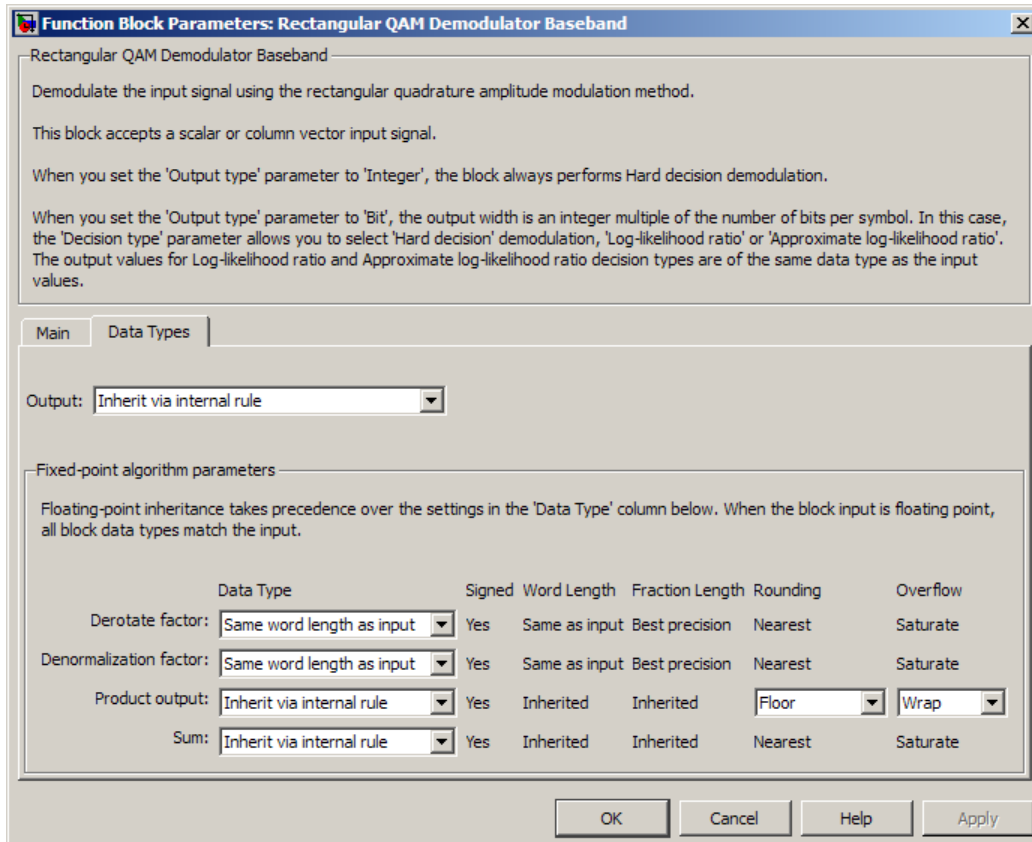 Function Block Parameters: Rectangular QAM Demodulator Baseband
Rectangular QAM Demodulator Baseband
Demodulate the input signal using the rectangular quadrature amplitude modulation method.
This block accepts a scalar or column vector input signal.
When you set the 'Output type' parameter to 'Integer', the block always performs Hard decision demodulation.
When you set the 'Output type' parameter to 'Bit', the output width is an integer multiple of the number of bits per symbol. In this case,
the 'Decision type' parameter allows you to select 'Hard decision' demodulation, 'Log-likelihood ratio' or 'Approximate log-likelihood ratio'.
The output values for Log-likelihood ratio and Approximate log-likelihood ratio decision types are of the same data type as the input
values.
Main Data Types
Output: Inherit via internal rule
Fixed-point algorithm parameters
Floating-point inheritance takes precedence over the settings in the 'Data Type' column below. When the block input is floating point,
all block data types match the input.
Data Type Signed Word Length Fraction Length Rounding Overflow
Derotate factor: Same word length as input Yes Same as input Best precision Nearest Saturate
Denormalization factor: Same word length as input Yes Same as input Best precision Nearest Saturate
Product output: Inherit via internal rule Yes Inherited Inherited Floor Wrap
Sum: Inherit via internal rule Yes Inherited Inherited Nearest Saturate
OK Cancel Help Apply